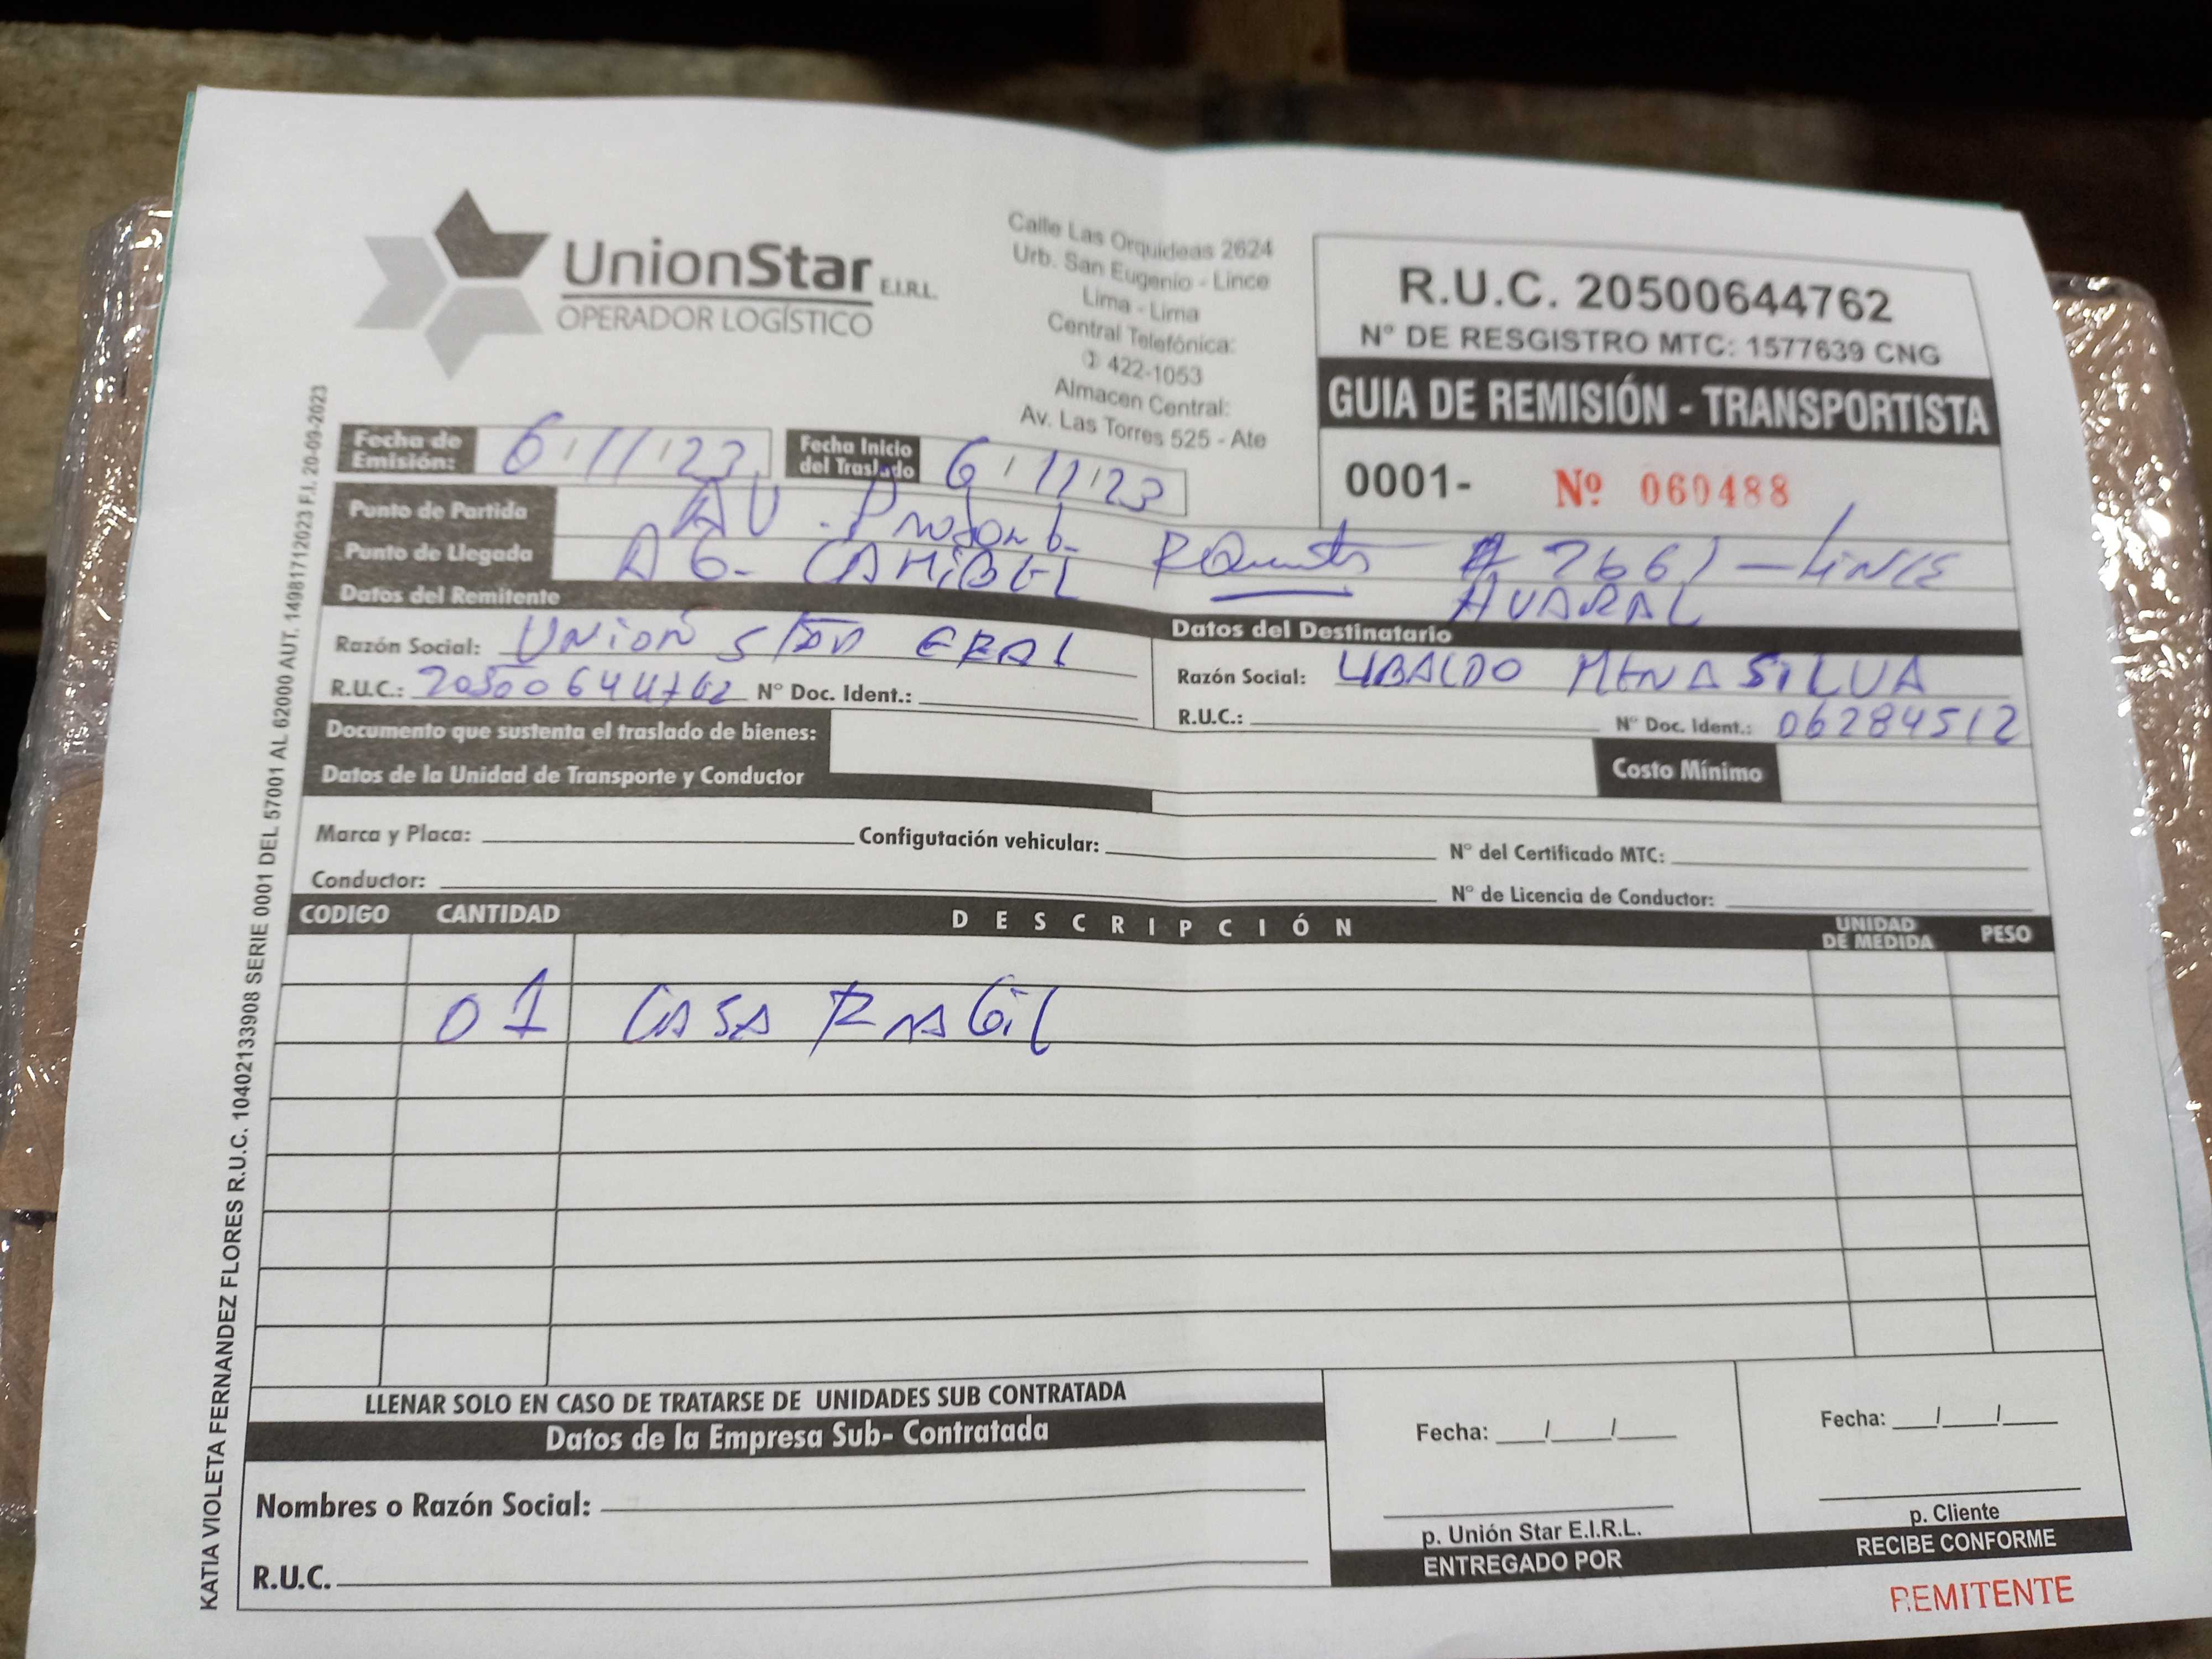 UnionStar E.I.R.L.
OPERADOR LOGÍSTICO
Calle Las Orquideas 2624
Urb. San Eugenio - Lince
Lima - Lima
Central Telefónica:
422-1053
Almacen Central:
Av. Las Torres 525 - Ate
R.U.C. 20500644762
Nº DE RESGISTRO MTC: 1577639 CNG
GUIA DE REMISIÓN - TRANSPORTISTA
0001- Nº 060488
Fecha de Emisión: 6/11/23 Fecha Inicio del Traslado 6/11/23
Punto de Partida AV. # 2661 - LINCE
Punto de Llegada AG. CAMIBEL HUARAL
Datos del Remitente
Razón Social: UNION STAR
R.U.C.: 20500644762 N° Doc. Ident.:
Datos del Destinatario
Razón Social: UBALDO MENA SILVA
R.U.C.: N° Doc. Ident.: 06284512
Documento que sustenta el traslado de bienes:
Costo Mínimo
Datos de la Unidad de Transporte y Conductor
Marca y Placa: Configutación vehicular: N° del Certificado MTC:
Conductor: N° de Licencia de Conductor:
CODIGO CANTIDAD DESCRIPCIÓN UNIDAD DE MEDIDA PESO
01
LLENAR SOLO EN CASO DE TRATARSE DE UNIDADES SUB CONTRATADA
Datos de la Empresa Sub- Contratada
Nombres o Razón Social:
R.U.C.
Fecha: / /
p. Unión Star E.I.R.L.
ENTREGADO POR
Fecha: / /
p. Cliente
RECIBE CONFORME
REMITENTE
KATIA VIOLETA FERNANDEZ FLORES R.U.C. 10402133908 SERIE 0001 DEL 57001 AL 62000 AUT. 14981712023 F.I. 20-09-2023